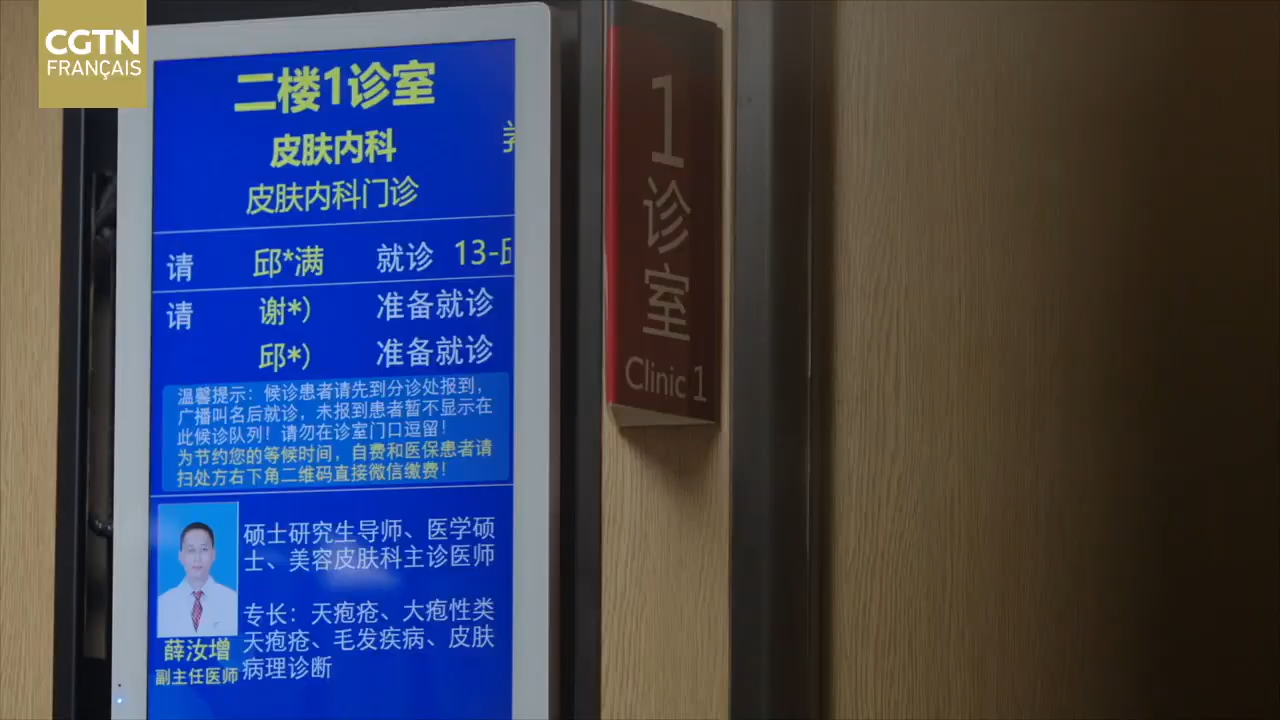 CGTN
FRANÇAIS
二楼1诊室
皮肤内科
皮肤内科门诊
请 邱*满 就诊 13-
请 谢*) 准备就诊
邱*) 准备就诊
温馨提示：候诊患者请先到分诊处报到，
广播叫名后就诊，未报到患者暂不显示在
此候诊队列！请勿在诊室门口逗留！
为节约您的等候时间，自费和医保患者请
扫处方右下角二维码直接微信缴费！
硕士研究生导师、医学硕
士、美容皮肤科主诊医师
专长：天疱疮、大疱性类
天疱疮、毛发疾病、皮肤
病理诊断
薛汝增
副主任医师
1
诊
室
Clinic 1